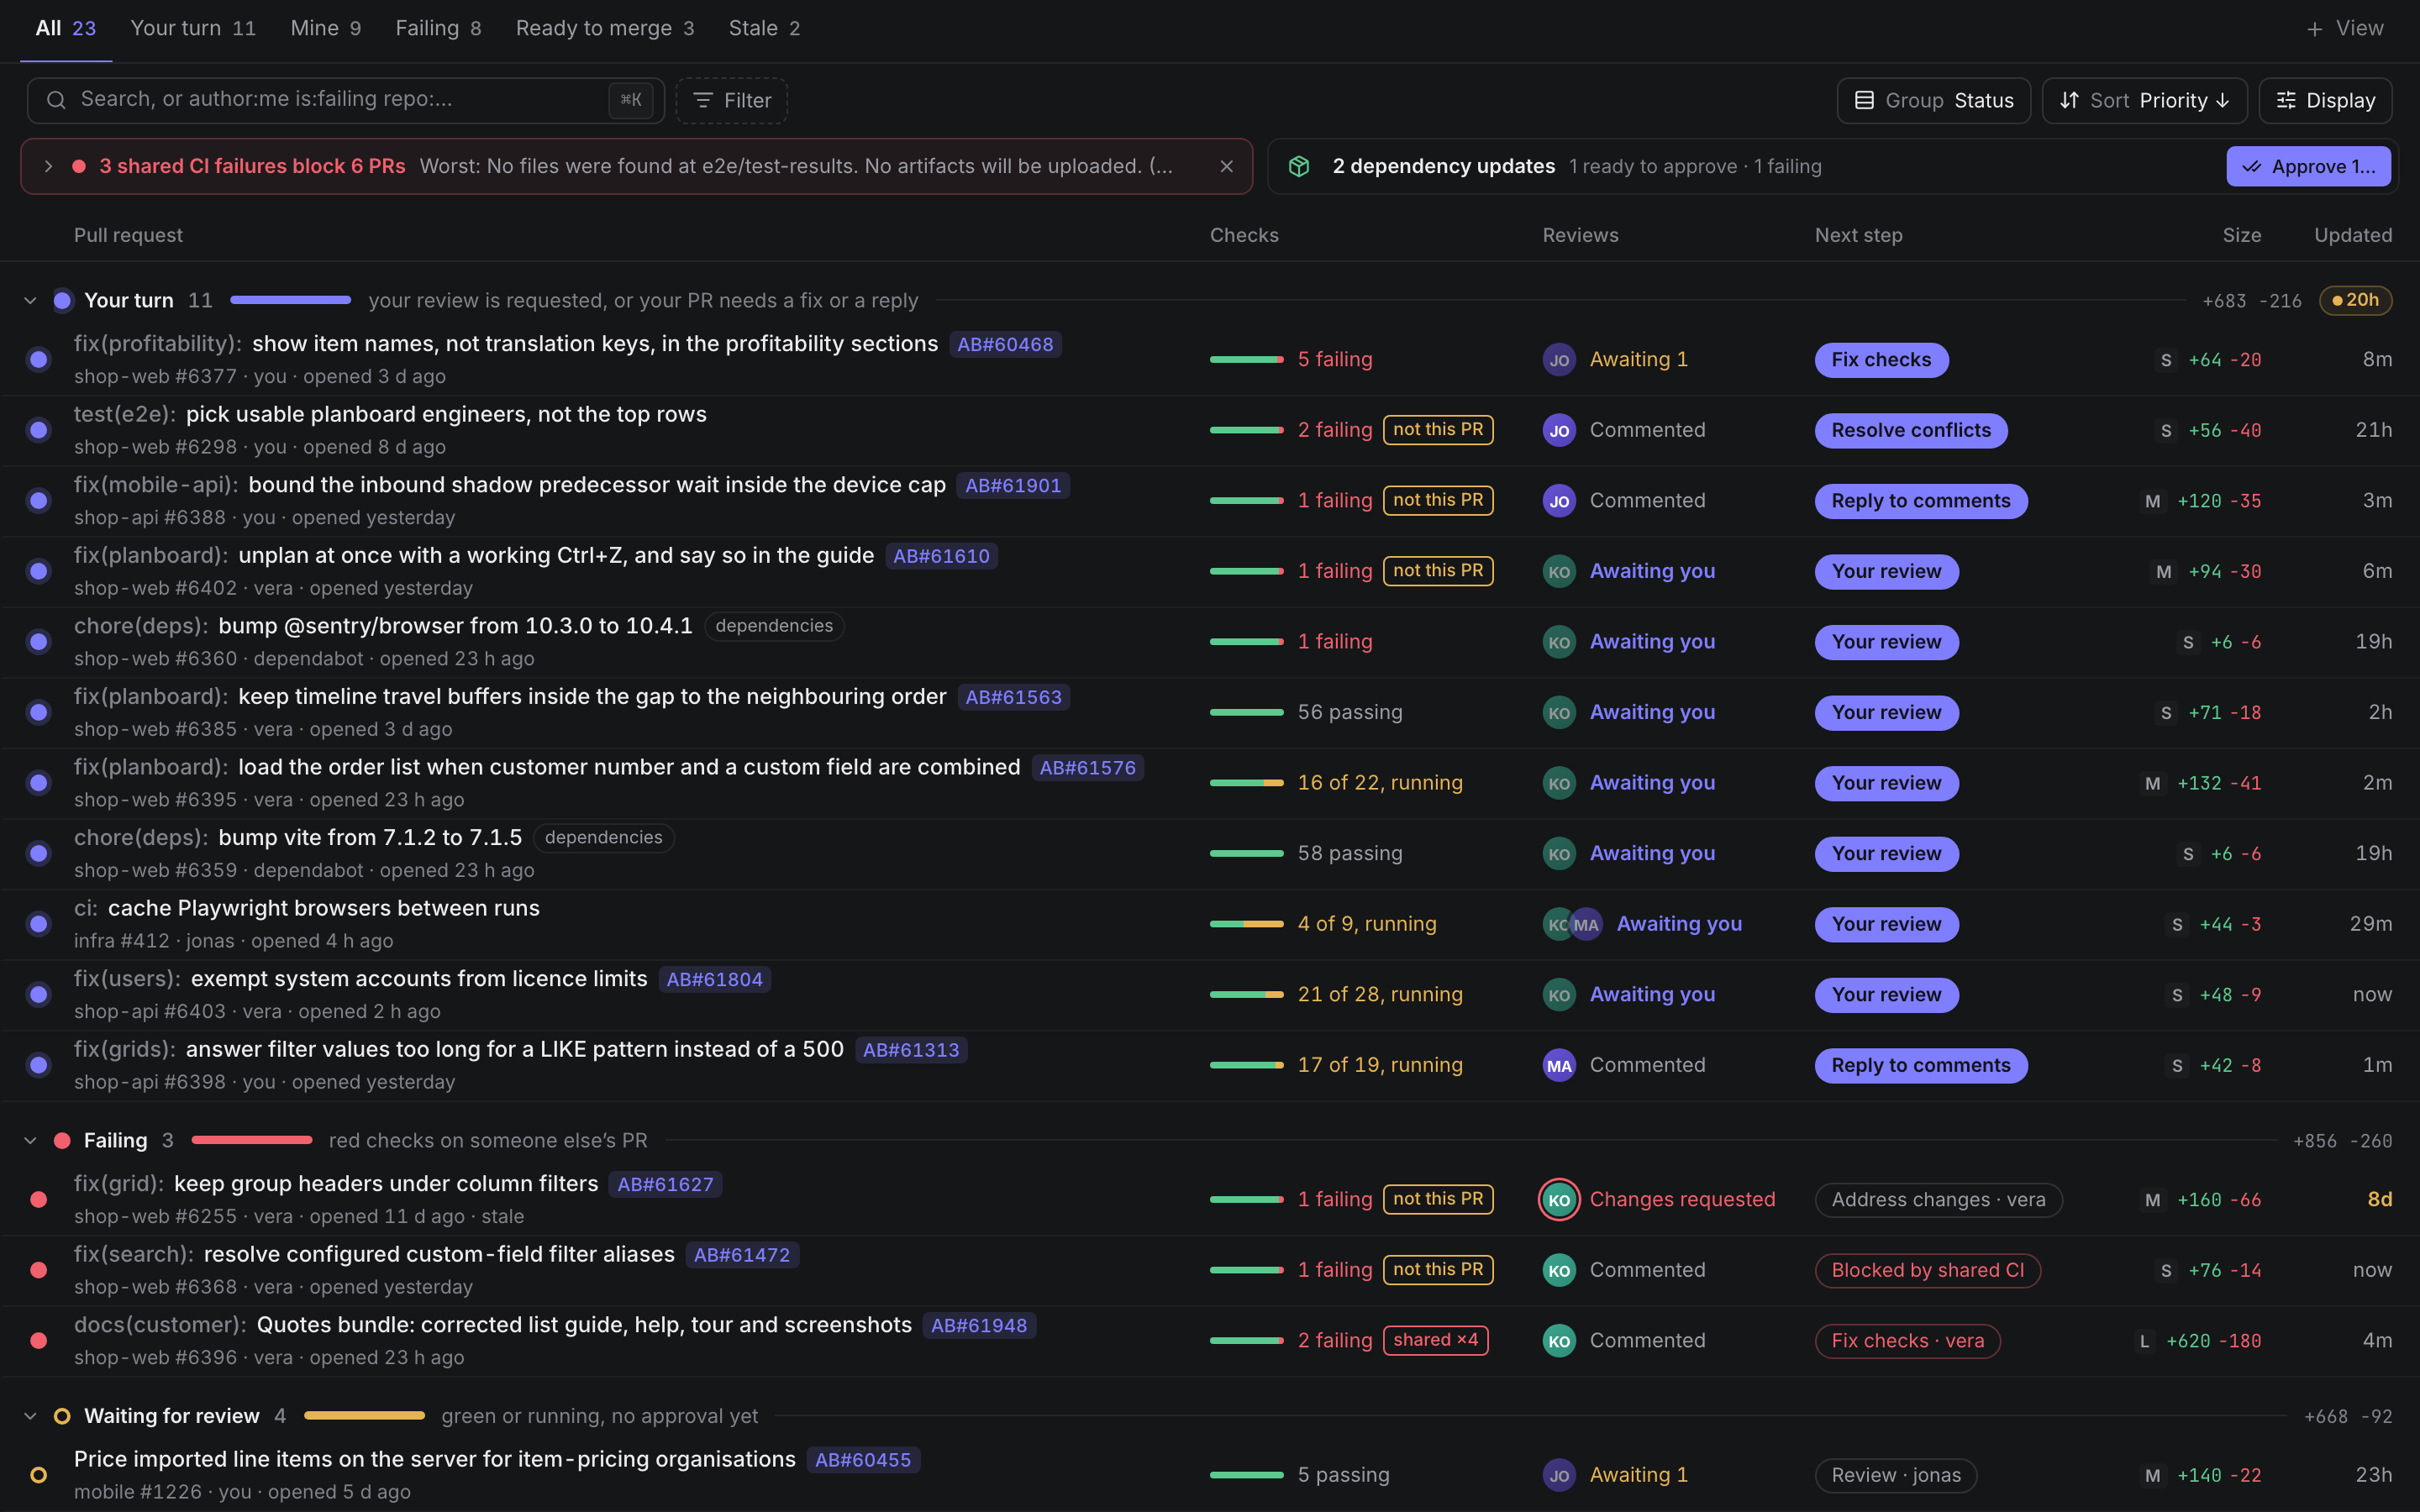 All 23 Your turn 11 Mine 9 Failing 8 Ready to merge 3 Stale 2 + View
Search, or author:me is:failing repo:... ⌘K Filter Group Status Sort Priority ↓ Display
3 shared CI failures block 6 PRs Worst: No files were found at e2e/test-results. No artifacts will be uploaded. (... 2 dependency updates 1 ready to approve · 1 failing Approve 1...
Pull request Checks Reviews Next step Size Updated
Your turn 11 your review is requested, or your PR needs a fix or a reply +683 -216 20h
fix(profitability): show item names, not translation keys, in the profitability sections AB#60468
shop-web #6377 · you · opened 3 d ago
5 failing JO Awaiting 1 Fix checks S +64 -20 8m
test(e2e): pick usable planboard engineers, not the top rows
shop-web #6298 · you · opened 8 d ago
2 failing not this PR JO Commented Resolve conflicts S +56 -40 21h
fix(mobile-api): bound the inbound shadow predecessor wait inside the device cap AB#61901
shop-api #6388 · you · opened yesterday
1 failing not this PR JO Commented Reply to comments M +120 -35 3m
fix(planboard): unplan at once with a working Ctrl+Z, and say so in the guide AB#61610
shop-web #6402 · vera · opened yesterday
1 failing not this PR KO Awaiting you Your review M +94 -30 6m
chore(deps): bump @sentry/browser from 10.3.0 to 10.4.1 dependencies
shop-web #6360 · dependabot · opened 23 h ago
1 failing KO Awaiting you Your review S +6 -6 19h
fix(planboard): keep timeline travel buffers inside the gap to the neighbouring order AB#61563
shop-web #6385 · vera · opened 3 d ago
56 passing KO Awaiting you Your review S +71 -18 2h
fix(planboard): load the order list when customer number and a custom field are combined AB#61576
shop-web #6395 · vera · opened 23 h ago
16 of 22, running KO Awaiting you Your review M +132 -41 2m
chore(deps): bump vite from 7.1.2 to 7.1.5 dependencies
shop-web #6359 · dependabot · opened 23 h ago
58 passing KO Awaiting you Your review S +6 -6 19h
ci: cache Playwright browsers between runs
infra #412 · jonas · opened 4 h ago
4 of 9, running KO MA Awaiting you Your review S +44 -3 29m
fix(users): exempt system accounts from licence limits AB#61804
shop-api #6403 · vera · opened 2 h ago
21 of 28, running KO Awaiting you Your review S +48 -9 now
fix(grids): answer filter values too long for a LIKE pattern instead of a 500 AB#61313
shop-api #6398 · you · opened yesterday
17 of 19, running MA Commented Reply to comments S +42 -8 1m
Failing 3 red checks on someone else’s PR +856 -260
fix(grid): keep group headers under column filters AB#61627
shop-web #6255 · vera · opened 11 d ago · stale
1 failing not this PR KO Changes requested Address changes · vera M +160 -66 8d
fix(search): resolve configured custom-field filter aliases AB#61472
shop-web #6368 · vera · opened yesterday
1 failing not this PR KO Commented Blocked by shared CI S +76 -14 now
docs(customer): Quotes bundle: corrected list guide, help, tour and screenshots AB#61948
shop-web #6396 · vera · opened 23 h ago
2 failing shared ×4 KO Commented Fix checks · vera L +620 -180 4m
Waiting for review 4 green or running, no approval yet +668 -92
Price imported line items on the server for item-pricing organisations AB#60455
mobile #1226 · you · opened 5 d ago
5 passing JO Awaiting 1 Review · jonas M +140 -22 23h